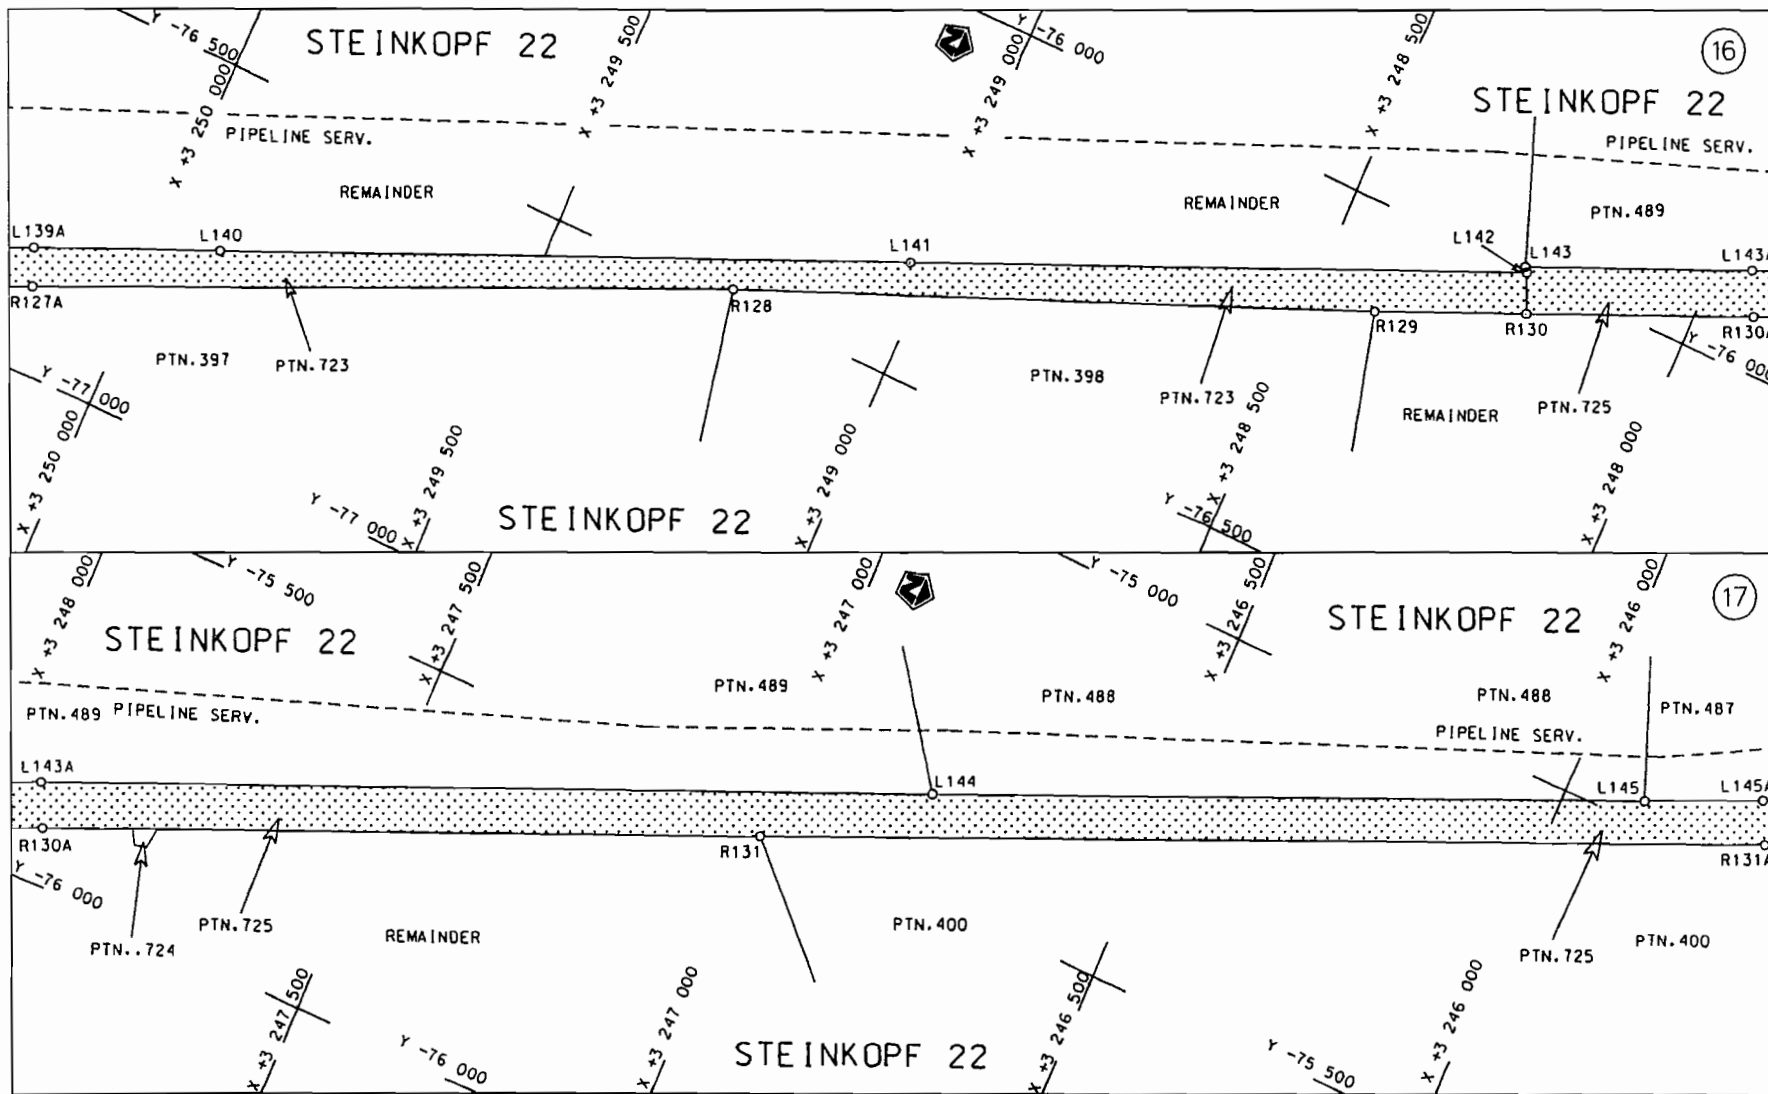 Y -76 500
STEINKOPF 22
X +3 249 500
N
Y -76 000
X +3 249 000
X +3 248 500
16
X +3 250 000
STEINKOPF 22
PIPELINE SERV.
PIPELINE SERV.
REMAINDER
REMAINDER
PTN.489
L139A
L140
L141
L142
L143
L143A
R127A
R128
R129
R130
R130A
PTN.397
PTN.723
PTN.398
PTN.723
PTN.725
Y -76 000
Y -77 000
REMAINDER
X +3 250 000
X +3 249 500
X +3 249 000
X +3 248 500
X +3 248 000
Y -77 000
STEINKOPF 22
Y -76 500
X +3 248 000
Y -75 500
X +3 247 500
N
X +3 247 000
Y -75 000
X +3 246 500
X +3 246 000
17
STEINKOPF 22
STEINKOPF 22
PTN.489
PTN.488
PTN.488
PTN.487
PTN.489
PIPELINE SERV.
PIPELINE SERV.
L143A
L144
L145
L145A
R130A
R131
R131A
Y -76 000
PTN..724
PTN.725
REMAINDER
PTN.400
PTN.725
PTN.400
X +3 247 500
X +3 247 000
X +3 246 500
X +3 246 000
Y -76 000
STEINKOPF 22
Y -75 500